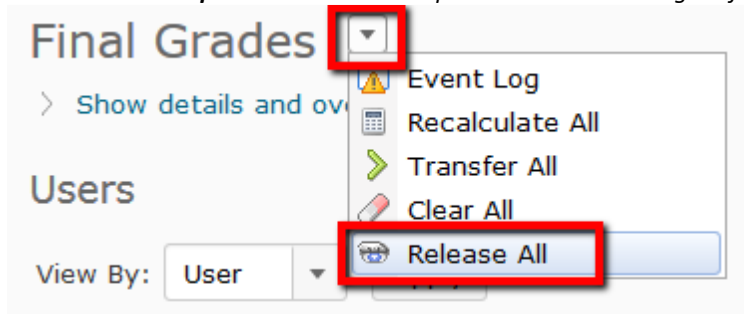 Final Grades
Event Log
Show details and ov
Recalculate All
Transfer All
Users
Clear All
Release All
View By: User